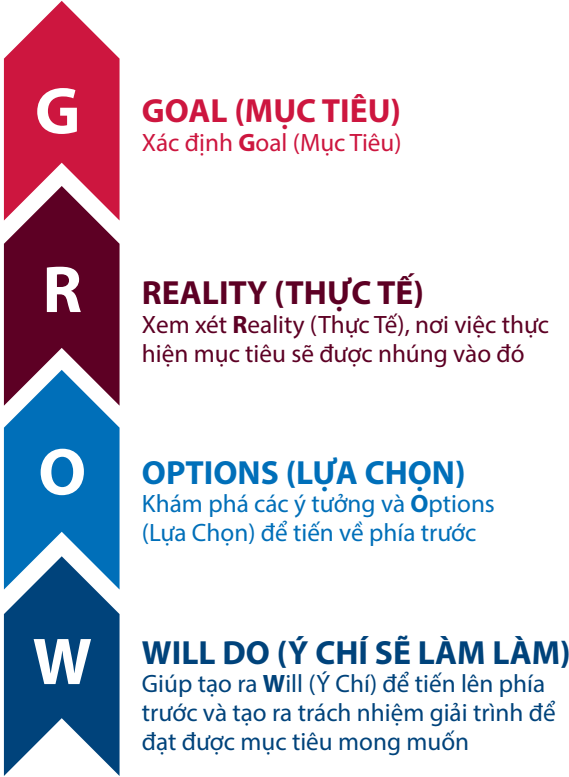 G
GOAL (MỤC TIÊU)
Xác định Goal (Mục Tiêu)
R
REALITY (THỰC TẾ)
Xem xét Reality (Thực Tế), nơi việc thực
hiện mục tiêu sẽ được nhúng vào đó
O
OPTIONS (LỰA CHỌN)
Khám phá các ý tưởng và Options
(Lựa Chọn) để tiến về phía trước
W
WILL DO (Ý CHÍ SẼ LÀM LÀM)
Giúp tạo ra Will (Ý Chí) để tiến lên phía
trước và tạo ra trách nhiệm giải trình để
đạt được mục tiêu mong muốn